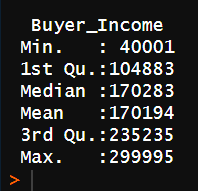 Buyer_Income
Min.   : 40001
1st Qu.:104883
Median :170283
Mean   :170194
3rd Qu.:235235
Max.   :299995
>